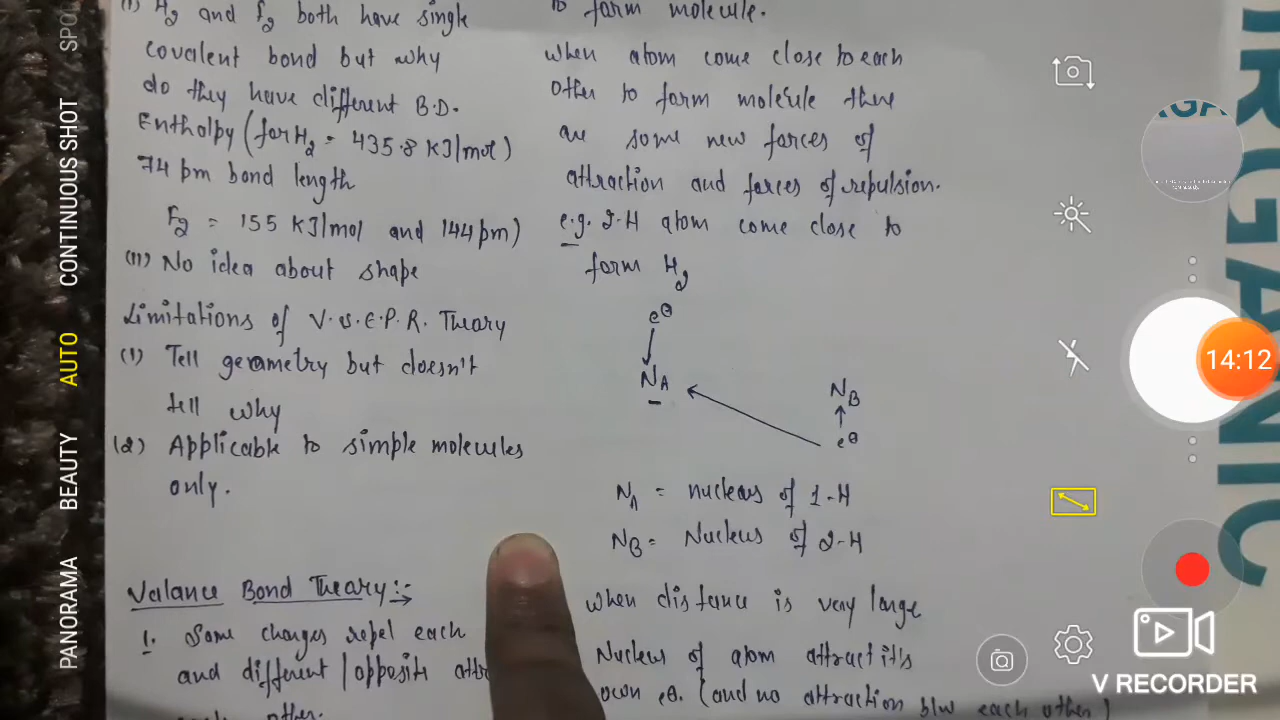 (i) H2 and F2 both have single
covalent bond but why
do they have different B.D.
Enthalpy (for H2 = 435.8 KJ/mol)
74 pm bond length
F2 = 155 KJ/mol and 144pm)
(ii) No idea about shape
Limitations of V.S.E.P.R. Theory
(1) Tell geometry but doesn't
tell why
(2) Applicable to simple molecules
only.
Valance Bond Theory:-
1. Same charges repel each
and different / opposite attr
each other.
to form molecule.
when atom come close to each
other to form molecule there
are some new forces of
attraction and forces of repulsion.
e.g. 2-H atom come close to
form H2
e⊖
NA
NB
e⊖
NA = nucleus of 1-H
NB = Nucleus of 2-H
When distance is very large
Nucleus of atom attract it's
own e⊖. (and no attraction b/w each other)
PANORAMA BEAUTY AUTO CONTINUOUS SHOT SPO
14:12
V RECORDER
RGANIC